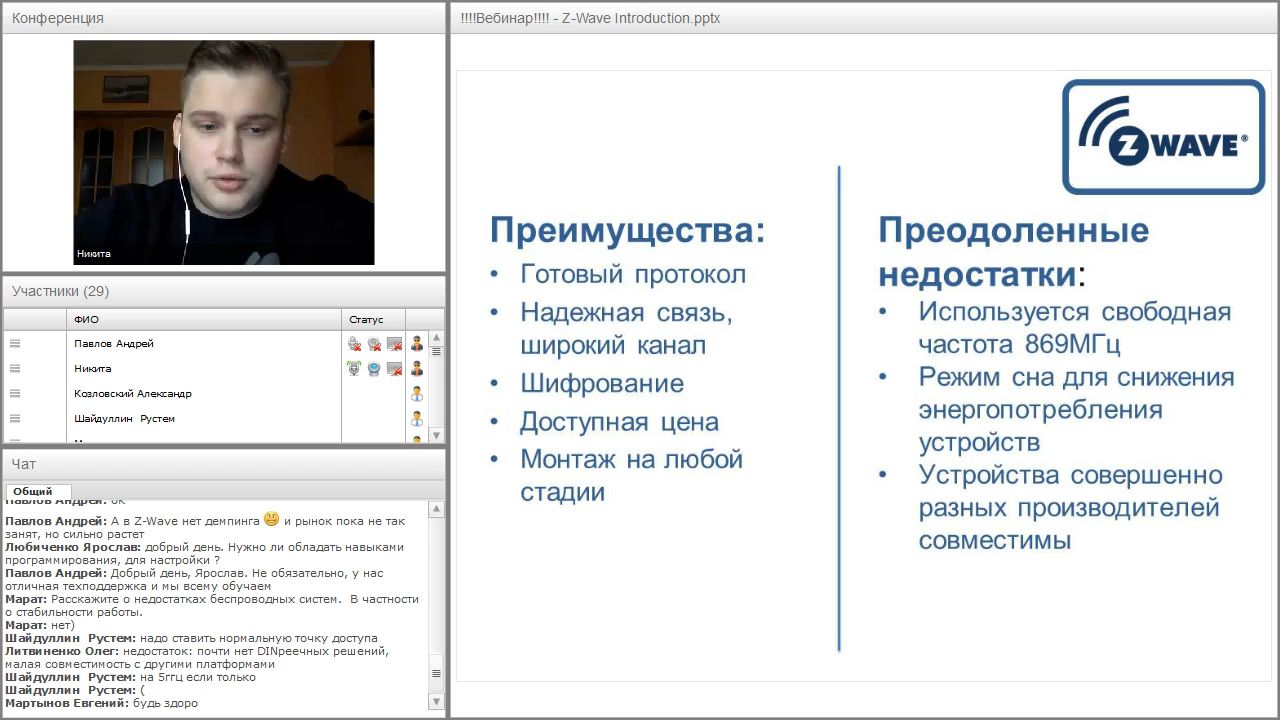 Конференция
Никита
Участники (29)
ФИО
Статус
Павлов Андрей
Никита
Козловский Александр
Шайдуллин Рустем
Чат
Общий
Павлов Андрей: ок
Павлов Андрей: А в Z-Wave нет демпинга и рынок пока не так
занят, но сильно растет
Любиченко Ярослав: добрый день. Нужно ли обладать навыками
программирования, для настройки ?
Павлов Андрей: Добрый день, Ярослав. Не обязательно, у нас
отличная техподдержка и мы всему обучаем
Марат: Расскажите о недостатках беспроводных систем. В частности
о стабильности работы.
Марат: нет)
Шайдуллин Рустем: надо ставить нормальную точку доступа
Литвиненко Олег: недостаток: почти нет DINреечных решений,
малая совместимость с другими платформами
Шайдуллин Рустем: на 5ггц если только
Шайдуллин Рустем: (
Мартынов Евгений: будь здоро
!!!!Вебинар!!!! - Z-Wave Introduction.pptx
Z WAVE®
Преимущества:
• Готовый протокол
• Надежная связь,
широкий канал
• Шифрование
• Доступная цена
• Монтаж на любой
стадии
Преодоленные
недостатки:
• Используется свободная
частота 869МГц
• Режим сна для снижения
энергопотребления
устройств
• Устройства совершенно
разных производителей
совместимы